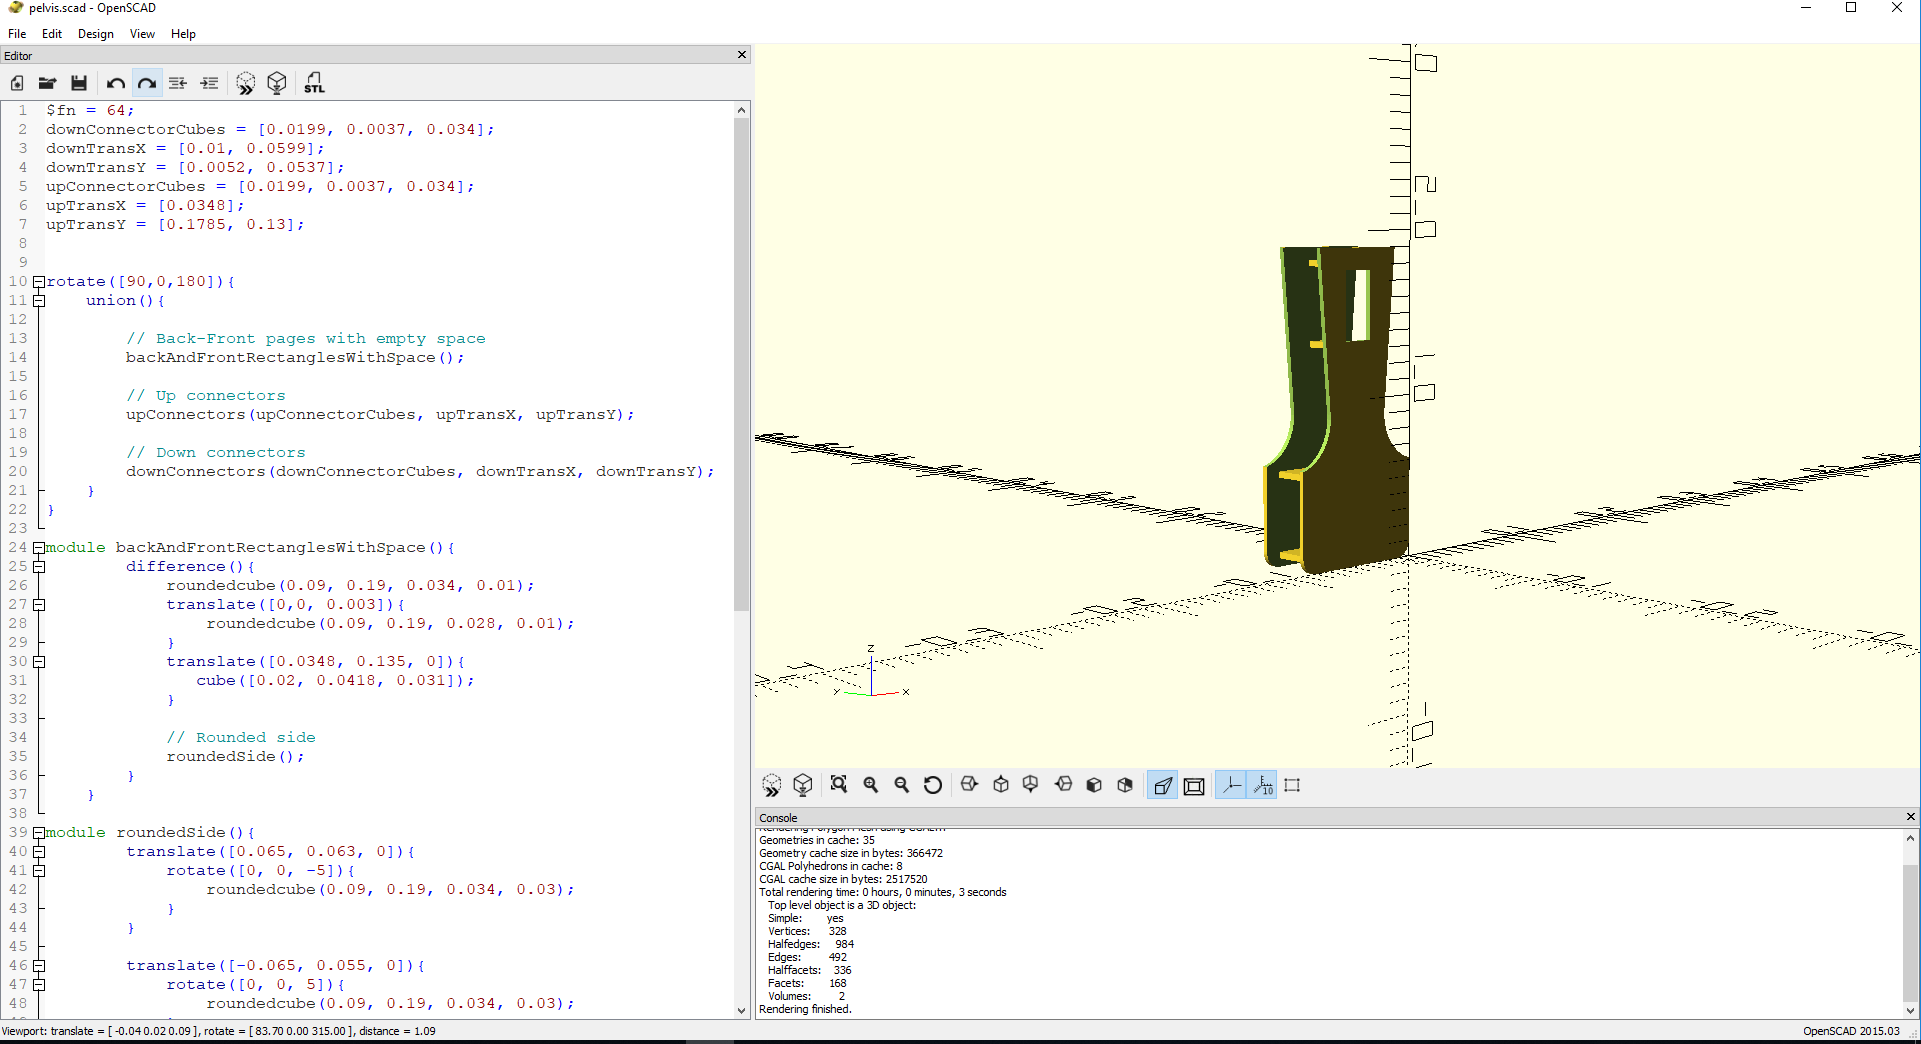 pelvis.scad - OpenSCAD
File Edit Design View Help
Editor
STL
1 $fn = 64;
2 downConnectorCubes = [0.0199, 0.0037, 0.034];
3 downTransX = [0.01, 0.0599];
4 downTransY = [0.0052, 0.0537];
5 upConnectorCubes = [0.0199, 0.0037, 0.034];
6 upTransX = [0.0348];
7 upTransY = [0.1785, 0.13];
8
9
10 rotate([90,0,180]){
11 union(){
12
13 // Back-Front pages with empty space
14 backAndFrontRectanglesWithSpace();
15
16 // Up connectors
17 upConnectors(upConnectorCubes, upTransX, upTransY);
18
19 // Down connectors
20 downConnectors(downConnectorCubes, downTransX, downTransY);
21 }
22 }
23
24 module backAndFrontRectanglesWithSpace(){
25 difference(){
26 roundedcube(0.09, 0.19, 0.034, 0.01);
27 translate([0,0, 0.003]){
28 roundedcube(0.09, 0.19, 0.028, 0.01);
29 }
30 translate([0.0348, 0.135, 0]){
31 cube([0.02, 0.0418, 0.031]);
32 }
33
34 // Rounded side
35 roundedSide();
36 }
37 }
38
39 module roundedSide(){
40 translate([0.065, 0.063, 0]){
41 rotate([0, 0, -5]){
42 roundedcube(0.09, 0.19, 0.034, 0.03);
43 }
44 }
45
46 translate([-0.065, 0.055, 0]){
47 rotate([0, 0, 5]){
48 roundedcube(0.09, 0.19, 0.034, 0.03);
z
y x
10
Console
Geometries in cache: 35
Geometry cache size in bytes: 366472
CGAL Polyhedrons in cache: 8
CGAL cache size in bytes: 2517520
Total rendering time: 0 hours, 0 minutes, 3 seconds
Top level object is a 3D object:
Simple: yes
Vertices: 328
Halfedges: 984
Edges: 492
Halffacets: 336
Facets: 168
Volumes: 2
Rendering finished.
Viewport: translate = [ -0.04 0.02 0.09 ], rotate = [ 83.70 0.00 315.00 ], distance = 1.09
OpenSCAD 2015.03